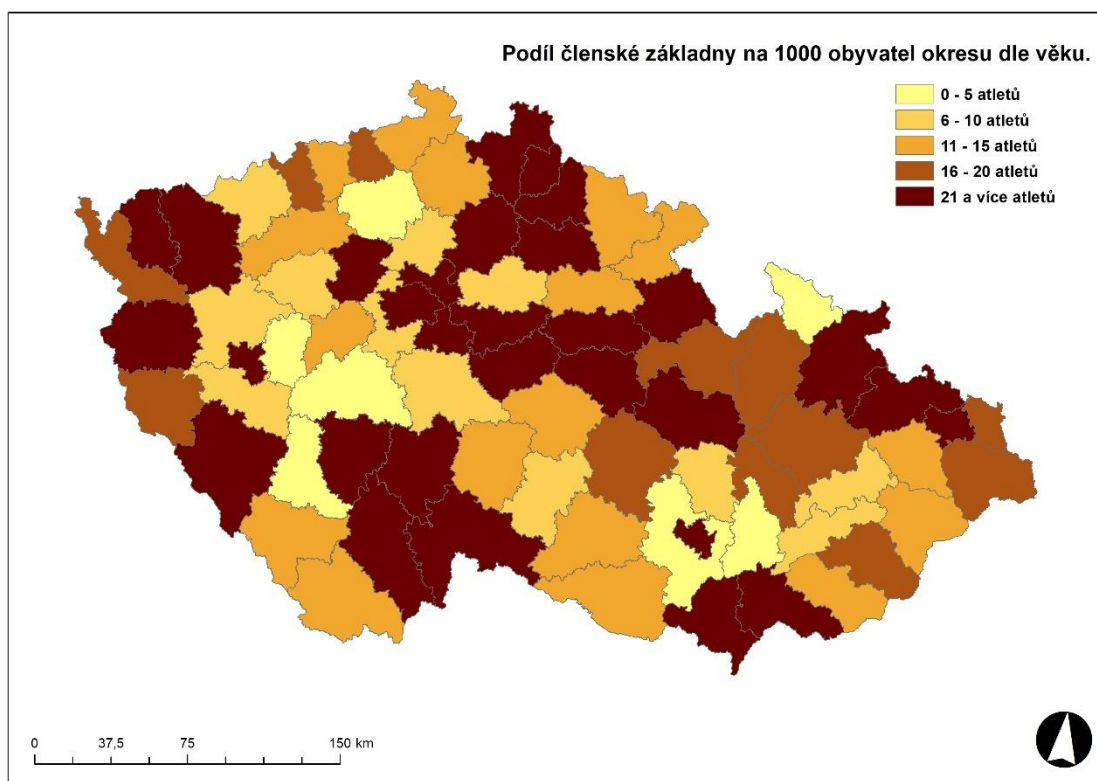 Podíl členské základny na 1000 obyvatel okresu dle věku.
0 - 5 atletů
6 - 10 atletů
11 - 15 atletů
16 - 20 atletů
21 a více atletů
0 37,5 75 150 km